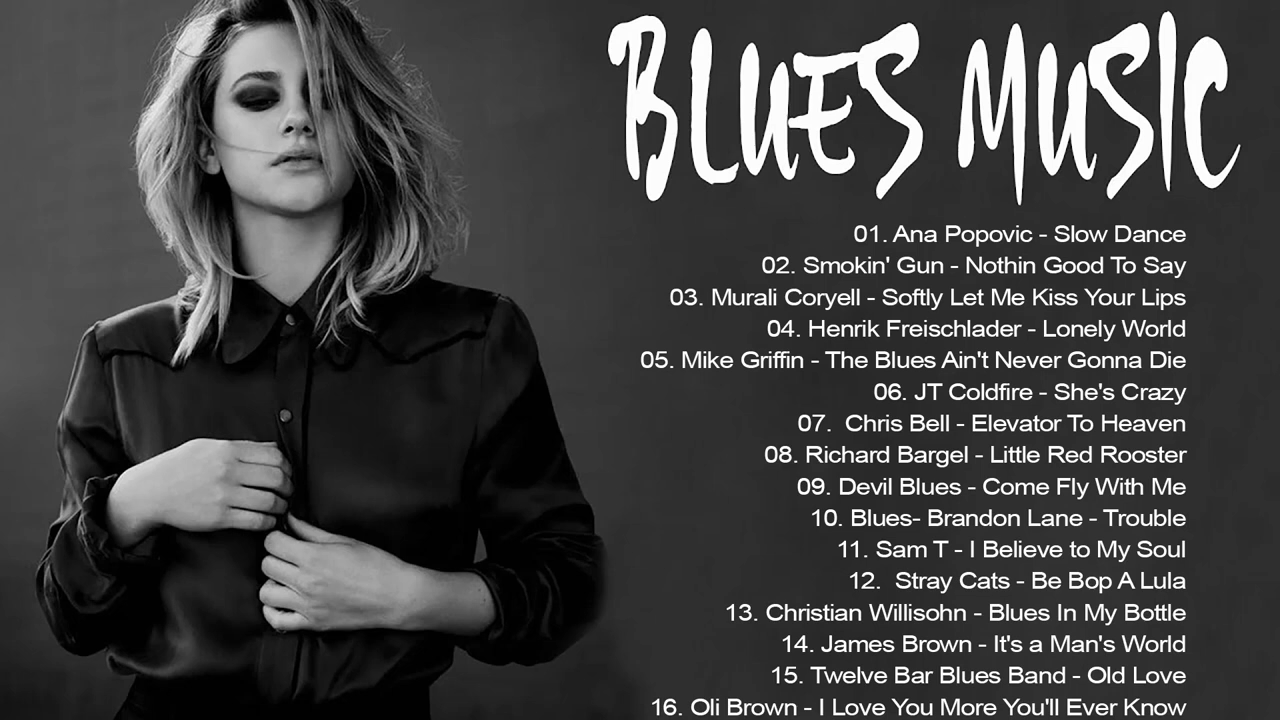 BLUES MUSIC
01. Ana Popovic - Slow Dance
02. Smokin' Gun - Nothin Good To Say
03. Murali Coryell - Softly Let Me Kiss Your Lips
04. Henrik Freischlader - Lonely World
05. Mike Griffin - The Blues Ain't Never Gonna Die
06. JT Coldfire - She's Crazy
07.  Chris Bell - Elevator To Heaven
08. Richard Bargel - Little Red Rooster
09. Devil Blues - Come Fly With Me
10. Blues- Brandon Lane - Trouble
11. Sam T - I Believe to My Soul
12.  Stray Cats - Be Bop A Lula
13. Christian Willisohn - Blues In My Bottle
14. James Brown - It's a Man's World
15. Twelve Bar Blues Band - Old Love
16. Oli Brown - I Love You More You'll Ever Know